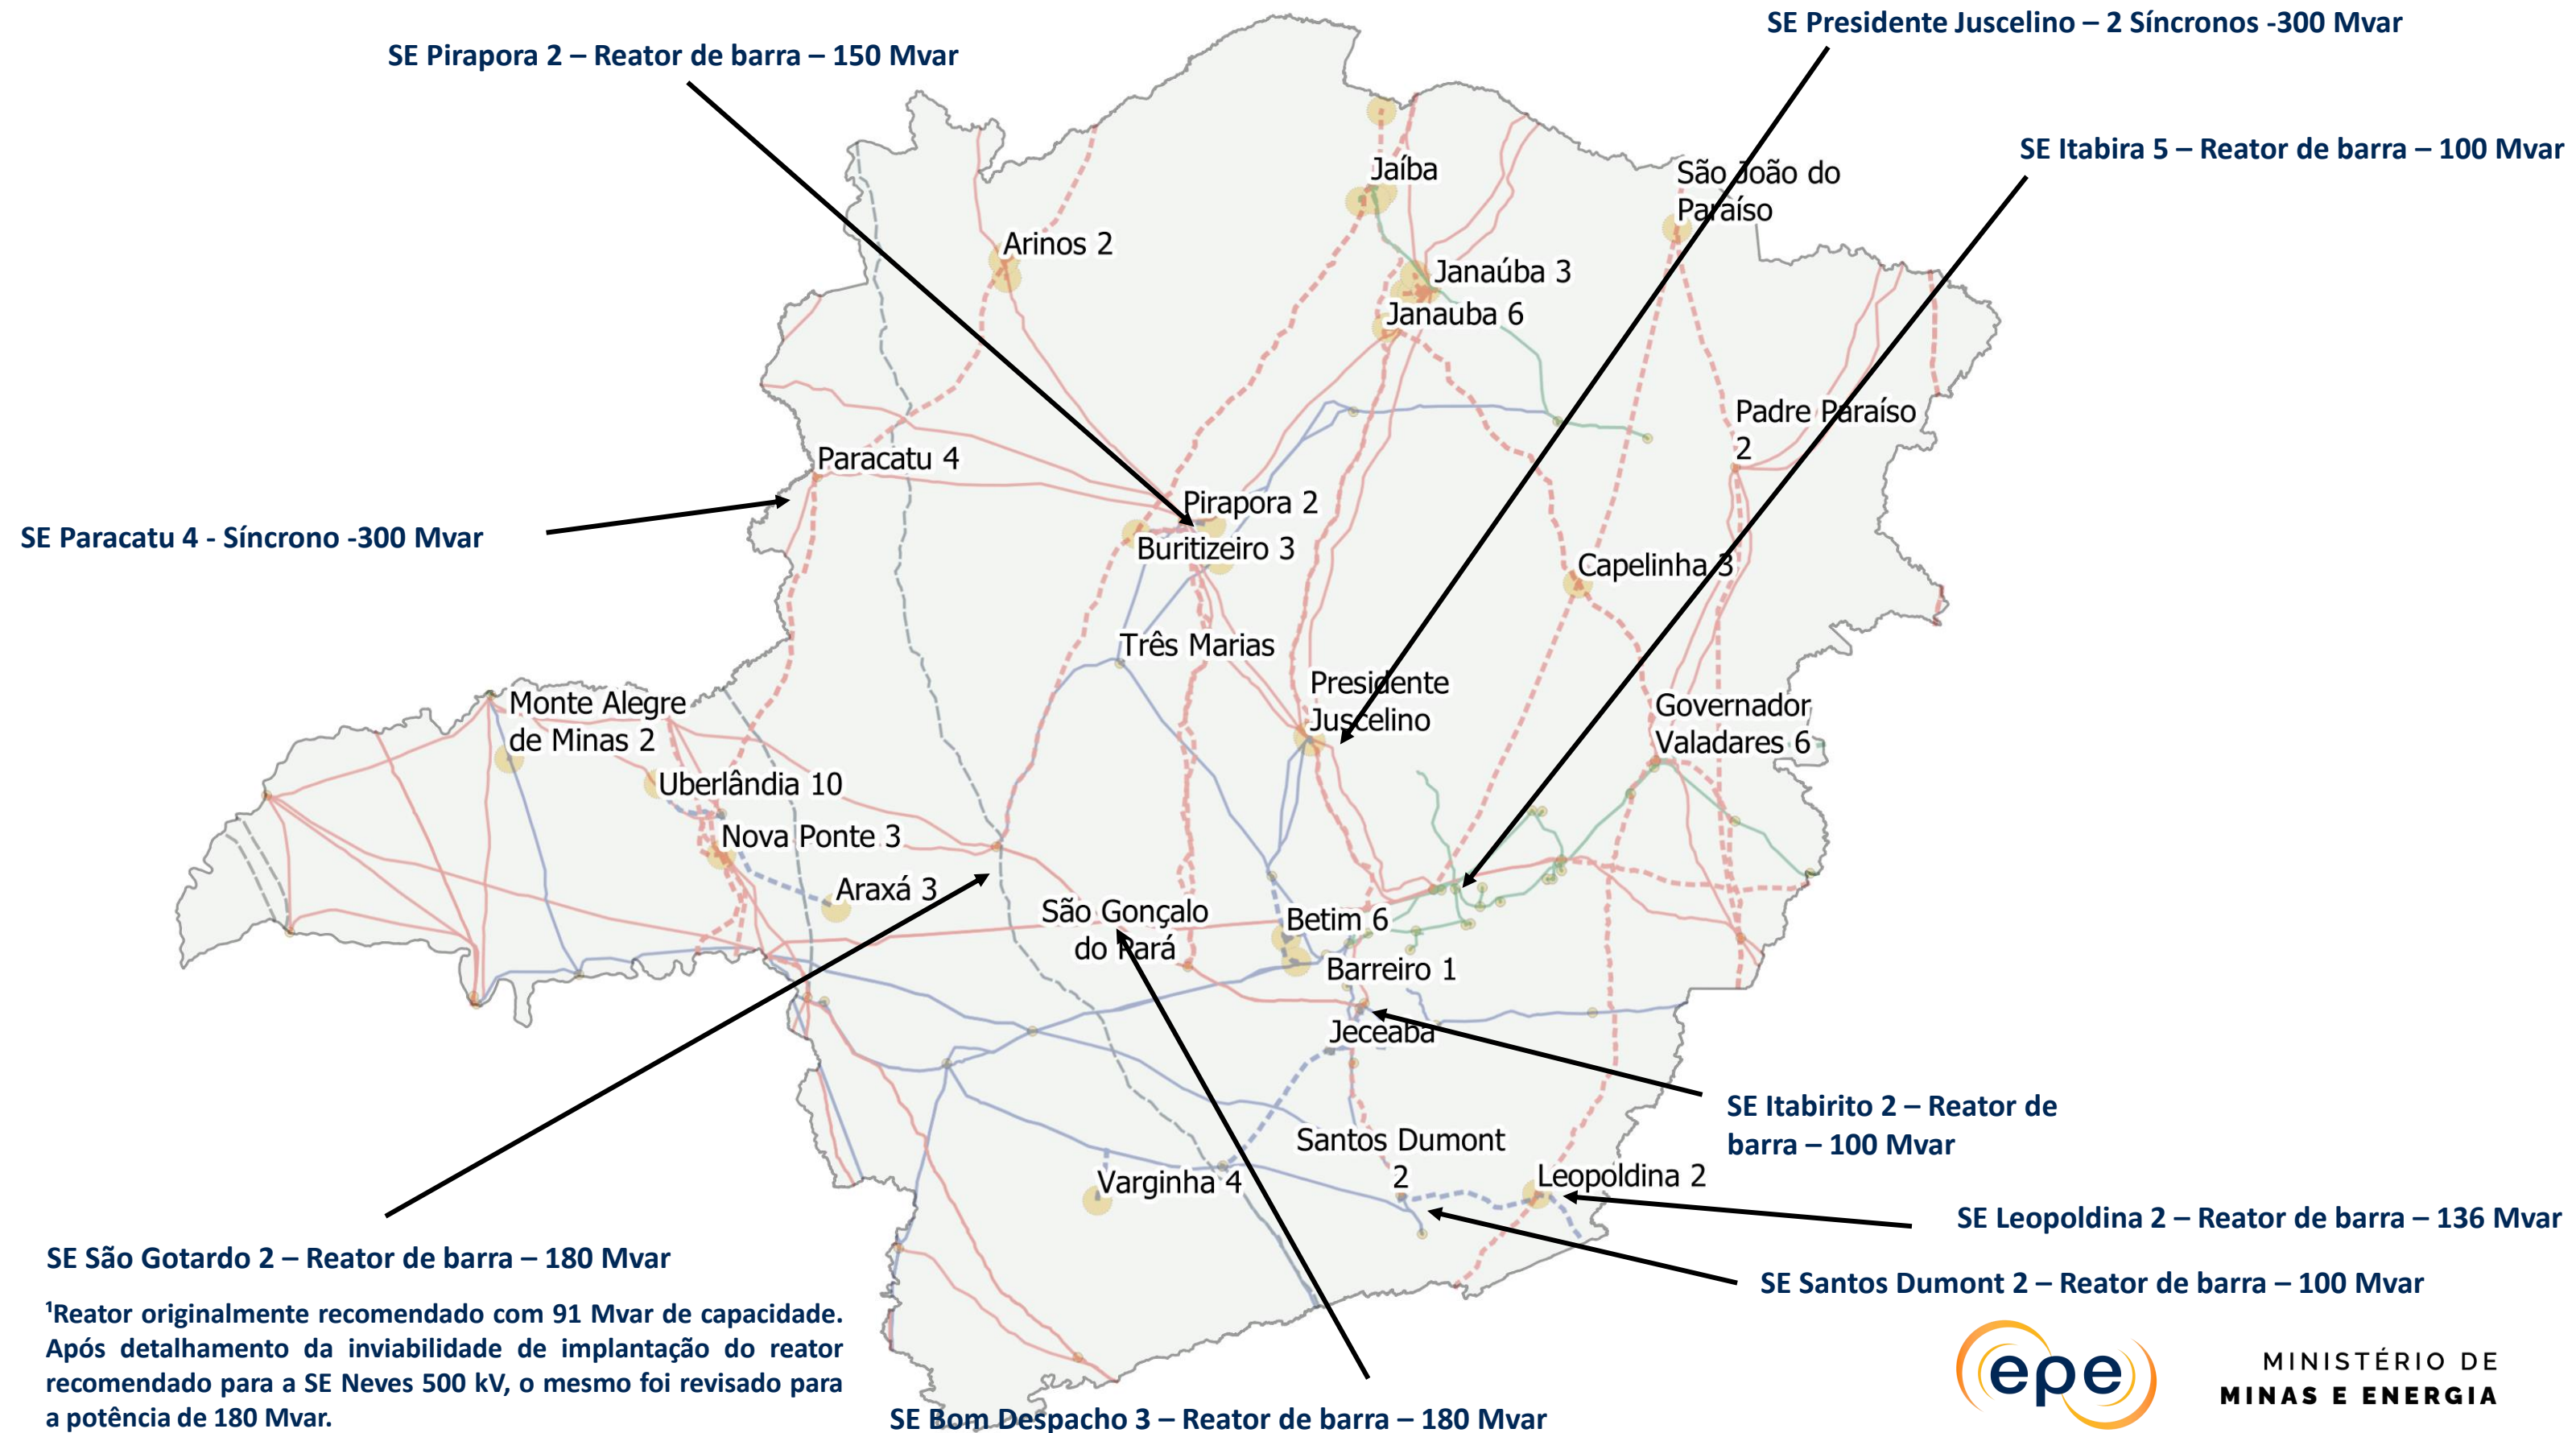 SE Presidente Juscelino – 2 Síncronos -300 Mvar
SE Pirapora 2 – Reator de barra – 150 Mvar
SE Itabira 5 – Reator de barra – 100 Mvar
Jaíba
São João do
Paraíso
Arinos 2
Janaúba 3
Janauba 6
Padre Paraíso
2
Paracatu 4
Pirapora 2
SE Paracatu 4 - Síncrono -300 Mvar
Buritizeiro 3
Capelinha 3
Três Marias
Presidente
Juscelino
Monte Alegre
de Minas 2
Governador
Valadares 6
Uberlândia 10
Nova Ponte 3
Araxá 3
São Gonçalo
do Pará
Betim 6
Barreiro 1
Jeceaba
SE Itabirito 2 – Reator de
barra – 100 Mvar
Santos Dumont
2
Leopoldina 2
Varginha 4
SE Leopoldina 2 – Reator de barra – 136 Mvar
SE São Gotardo 2 – Reator de barra – 180 Mvar
SE Santos Dumont 2 – Reator de barra – 100 Mvar
¹Reator originalmente recomendado com 91 Mvar de capacidade.
Após detalhamento da inviabilidade de implantação do reator
recomendado para a SE Neves 500 kV, o mesmo foi revisado para
a potência de 180 Mvar.
SE Bom Despacho 3 – Reator de barra – 180 Mvar
epe
MINISTÉRIO DE
MINAS E ENERGIA